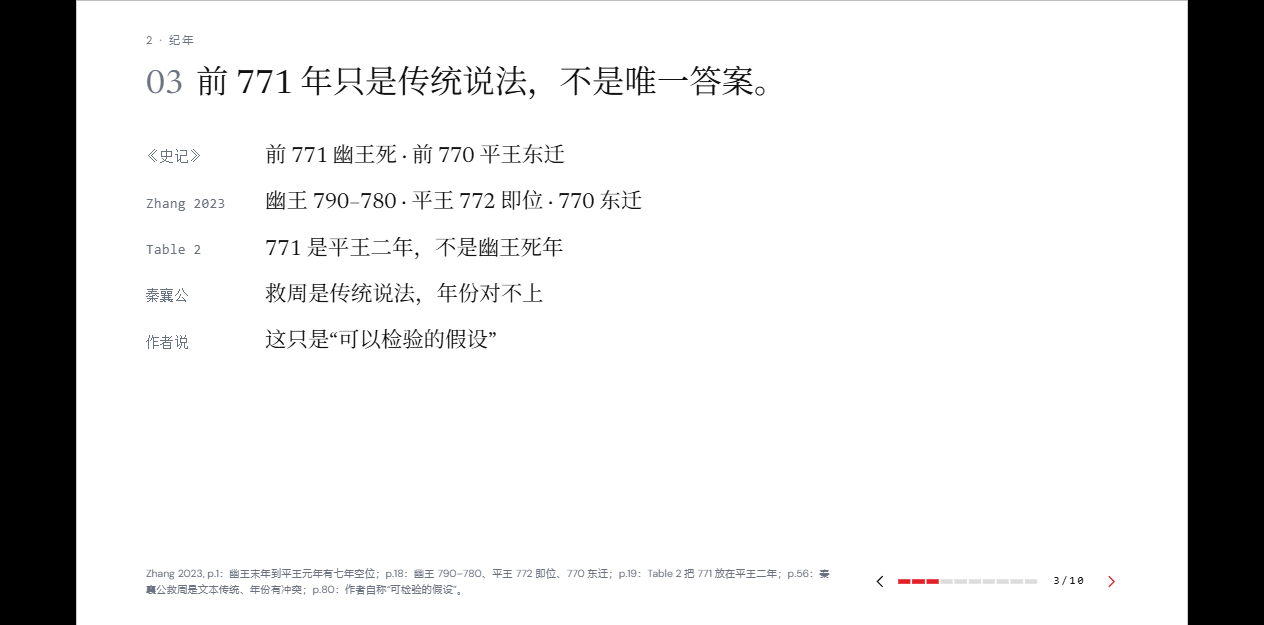 2 · 纪年
03 前 771 年只是传统说法，不是唯一答案。
《史记》 前 771 幽王死 · 前 770 平王东迁
Zhang 2023 幽王 790–780 · 平王 772 即位 · 770 东迁
Table 2 771 是平王二年，不是幽王死年
秦襄公 救周是传统说法，年份对不上
作者说 这只是“可以检验的假设”
Zhang 2023, p.1：幽王末年到平王元年有七年空位；p.18：幽王 790–780、平王 772 即位、770 东迁；p.19：Table 2 把 771 放在平王二年；p.56：秦
襄公救周是文本传统、年份有冲突；p.80：作者自称“可检验的假设”。
3/10